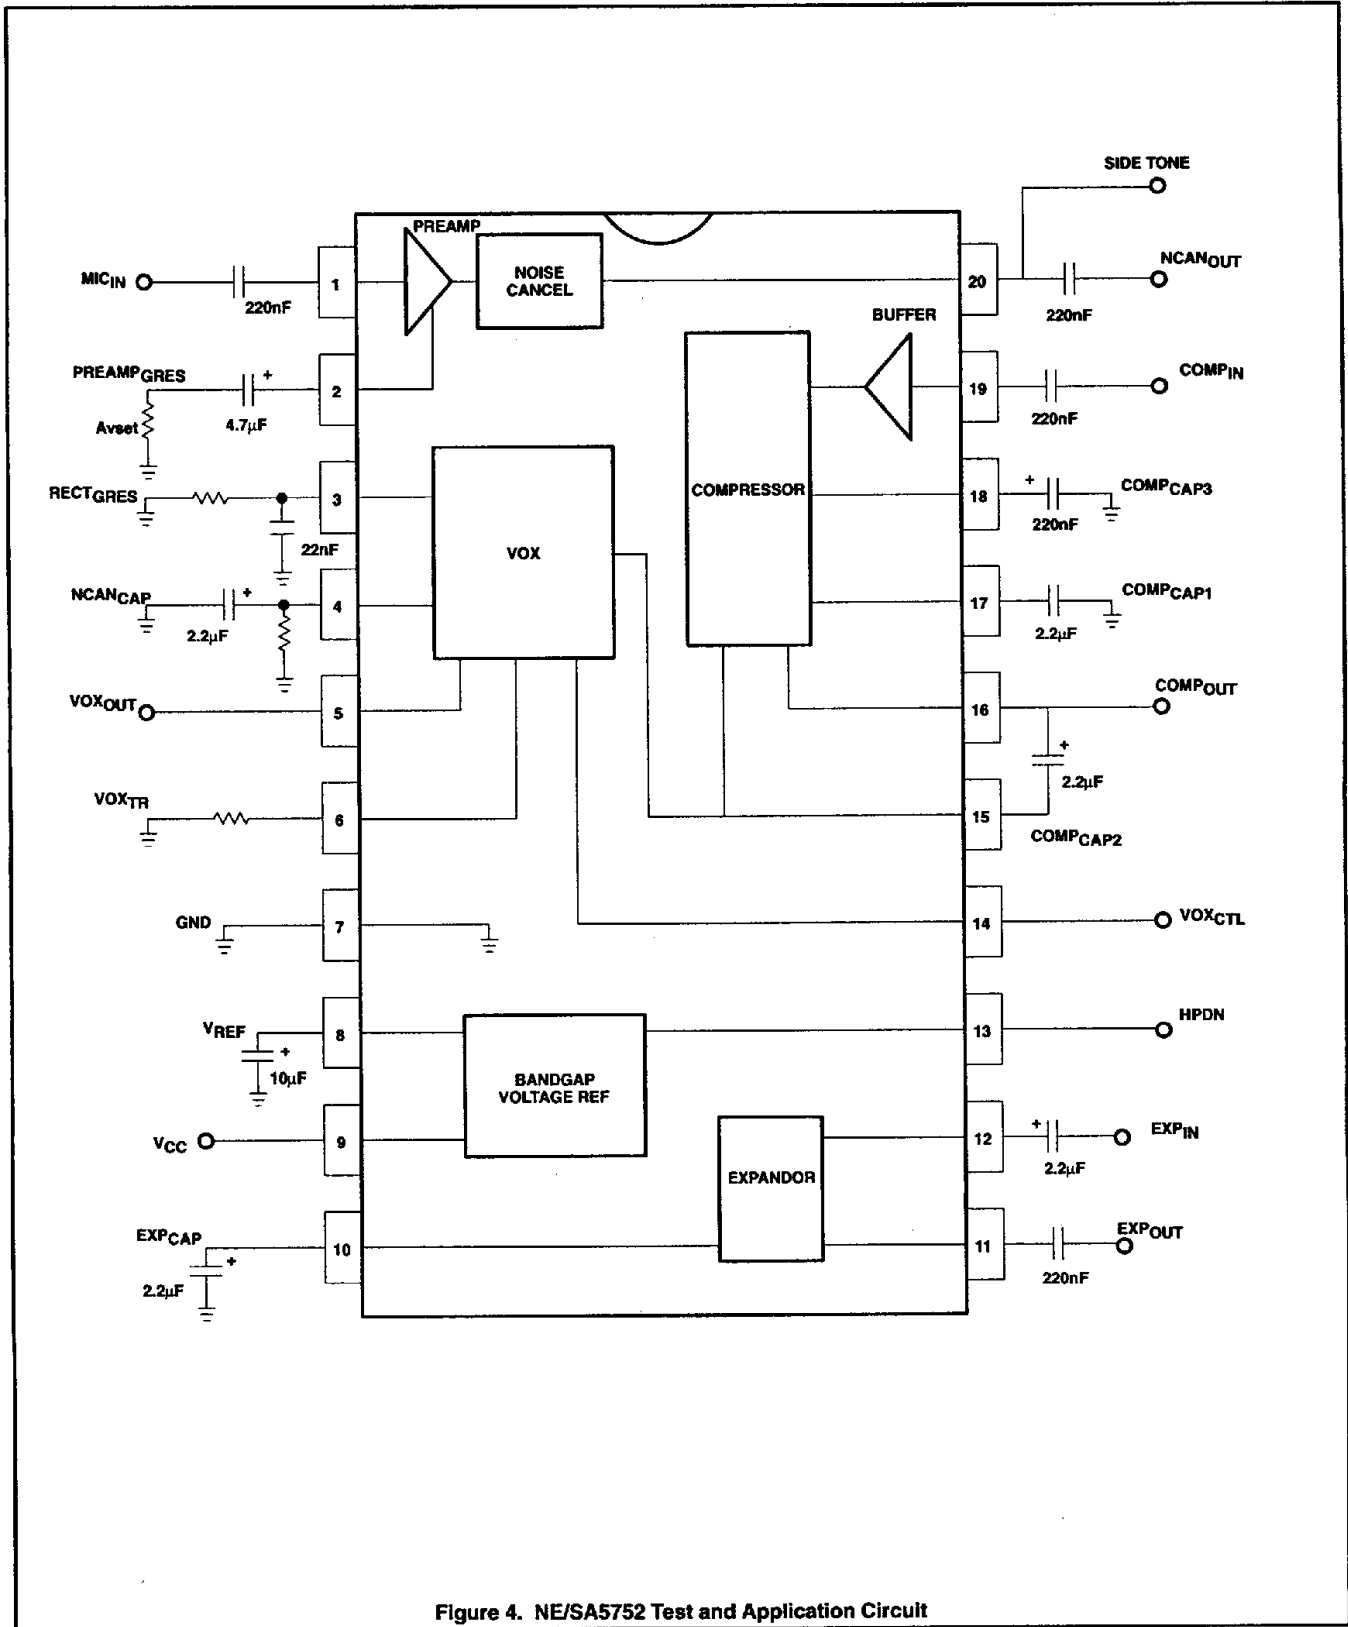 SIDE TONE
PREAMP
MICIN
220nF
1
NOISE
CANCEL
20
NCANOUT
220nF
BUFFER
PREAMPGRES
Avset
+
4.7µF
2
19
COMPIN
220nF
RECTGRES
22nF
3
VOX
COMPRESSOR
18
+
220nF
COMPCAP3
NCANCAP
+
2.2µF
4
17
2.2µF
COMPCAP1
VOXOUT
5
16
COMPOUT
+
2.2µF
VOXTR
6
15
COMPCAP2
GND
7
14
VOXCTL
VREF
+
10µF
8
BANDGAP
VOLTAGE REF
13
HPDN
VCC
9
EXPANDOR
12
+
2.2µF
EXPIN
EXPCAP
+
2.2µF
10
11
220nF
EXPOUT
Figure 4. NE/SA5752 Test and Application Circuit